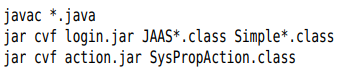 javac *.java
jar cvf login.jar JAAS*.class Simple*.class
jar cvf action.jar SysPropAction.class